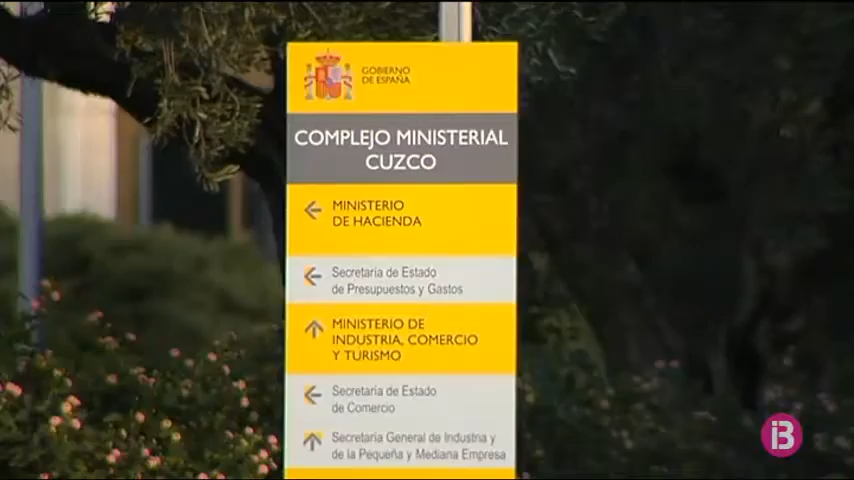 GOBIERNO
DE ESPAÑA
COMPLEJO MINISTERIAL
CUZCO
MINISTERIO
DE HACIENDA
Secretaría de Estado
de Presupuestos y Gastos
MINISTERIO DE
INDUSTRIA, COMERCIO
Y TURISMO
Secretaría de Estado
de Comercio
Secretaría General de Industria y
de la Pequeña y Mediana Empresa
iB3